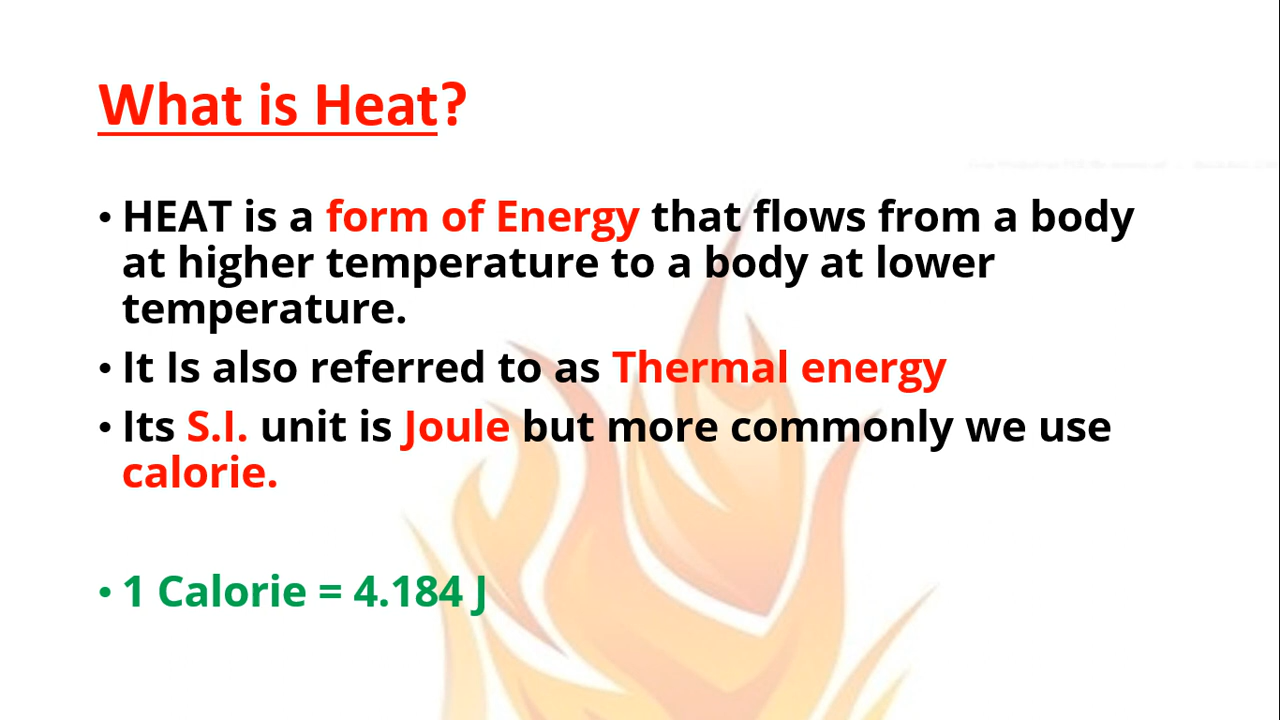 What is Heat?
• HEAT is a form of Energy that flows from a body
at higher temperature to a body at lower
temperature.
• It Is also referred to as Thermal energy
• Its S.I. unit is Joule but more commonly we use
calorie.
• 1 Calorie = 4.184 J